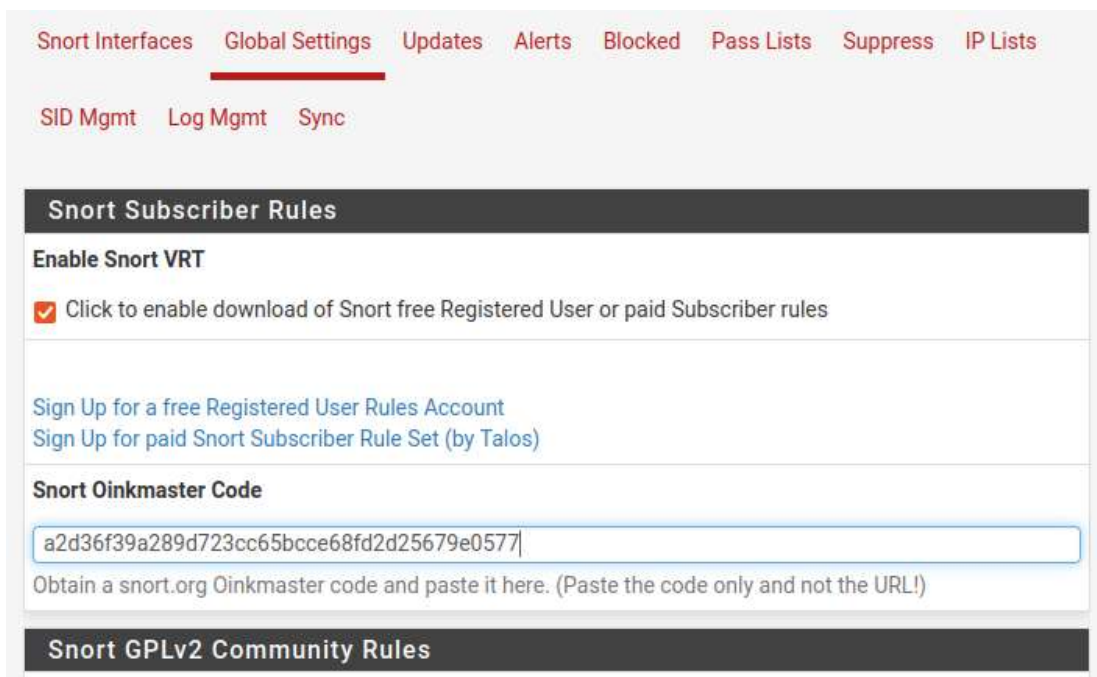 Snort Interfaces Global Settings Updates Alerts Blocked Pass Lists Suppress IP Lists
SID Mgmt Log Mgmt Sync
Snort Subscriber Rules
Enable Snort VRT
Click to enable download of Snort free Registered User or paid Subscriber rules
Sign Up for a free Registered User Rules Account
Sign Up for paid Snort Subscriber Rule Set (by Talos)
Snort Oinkmaster Code
a2d36f39a289d723cc65bcce68fd2d25679e0577
Obtain a snort.org Oinkmaster code and paste it here. (Paste the code only and not the URL!)
Snort GPLv2 Community Rules